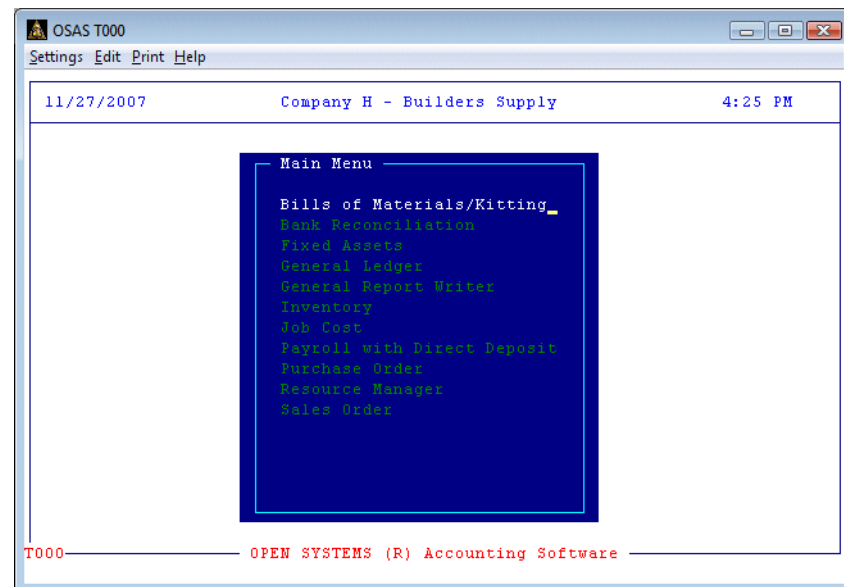 OSAS T000
Settings Edit Print Help
11/27/2007 Company H - Builders Supply 4:25 PM
Main Menu
Bills of Materials/Kitting_
Bank Reconciliation
Fixed Assets
General Ledger
General Report Writer
Inventory
Job Cost
Payroll with Direct Deposit
Purchase Order
Resource Manager
Sales Order
T000 OPEN SYSTEMS (R) Accounting Software